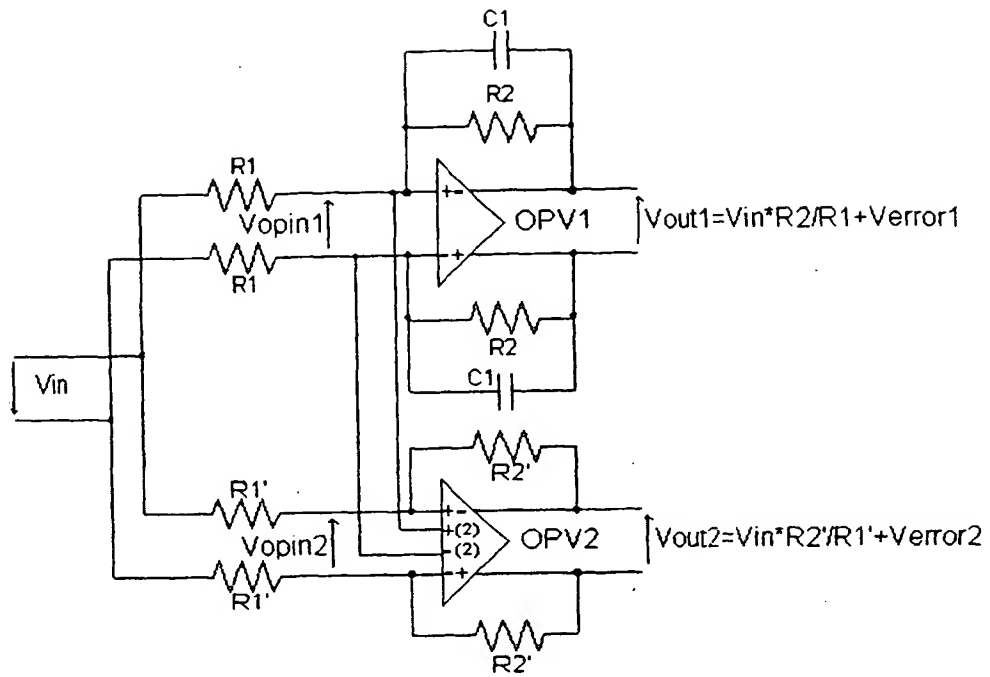 C1
R2
R1
+-
Vopin1
OPV1
Vout1=Vin*R2/R1+Verror1
-+
R1
R2
Vin
C1
R2'
R1'
+-
+(2)
Vopin2
-(2)
OPV2
Vout2=Vin*R2'/R1'+Verror2
-+
R1'
R2'